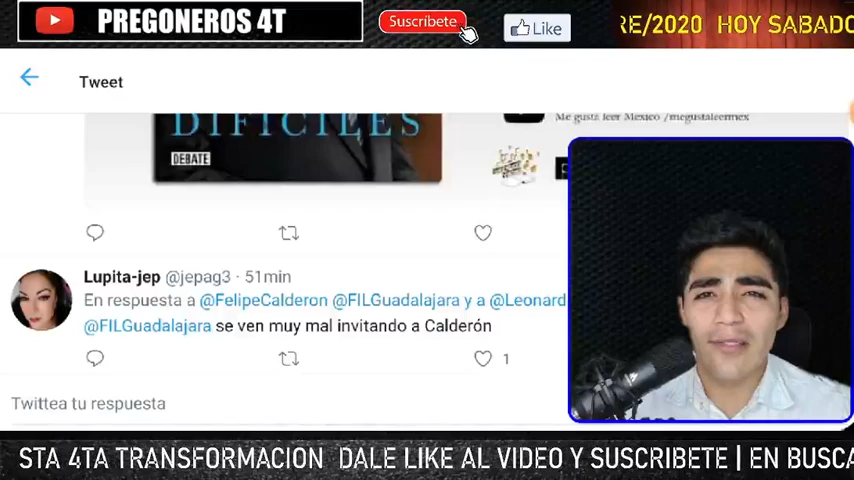 PREGONEROS 4T
Suscríbete
Like
RE/2020 HOY SABADO
Tweet
DIFÍCILES
Me gusta leer México /megustaleermex
DEBATE
Lupita-jep @jepag3 · 51min
En respuesta a @FelipeCalderon @FILGuadalajara y a @Leonard
@FILGuadalajara se ven muy mal invitando a Calderón
1
Twittea tu respuesta
STA 4TA TRANSFORMACION DALE LIKE AL VIDEO Y SUSCRIBETE | EN BUSCA